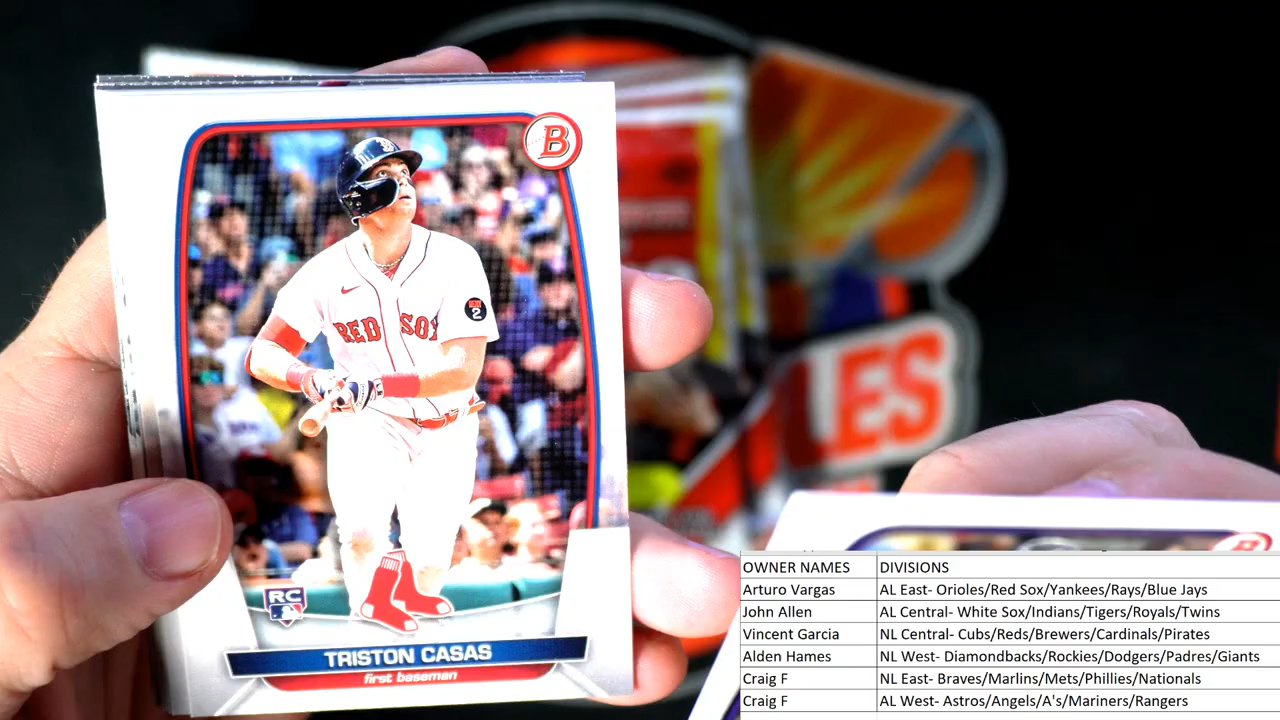 B
RED SOX
2
RC
TRISTON CASAS
first baseman
LES
B
OWNER NAMES DIVISIONS
Arturo Vargas AL East- Orioles/Red Sox/Yankees/Rays/Blue Jays
John Allen AL Central- White Sox/Indians/Tigers/Royals/Twins
Vincent Garcia NL Central- Cubs/Reds/Brewers/Cardinals/Pirates
Alden Hames NL West- Diamondbacks/Rockies/Dodgers/Padres/Giants
Craig F NL East- Braves/Marlins/Mets/Phillies/Nationals
Craig F AL West- Astros/Angels/A's/Mariners/Rangers